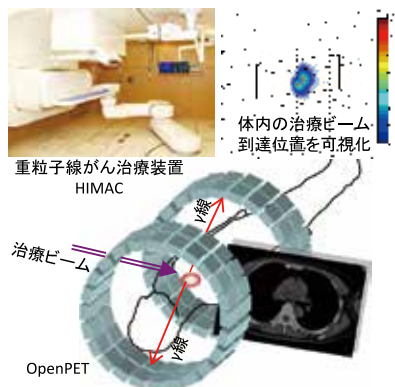 体内の治療ビーム
到達位置を可視化
重粒子線がん治療装置
HIMAC
γ線
治療ビーム
γ線
OpenPET